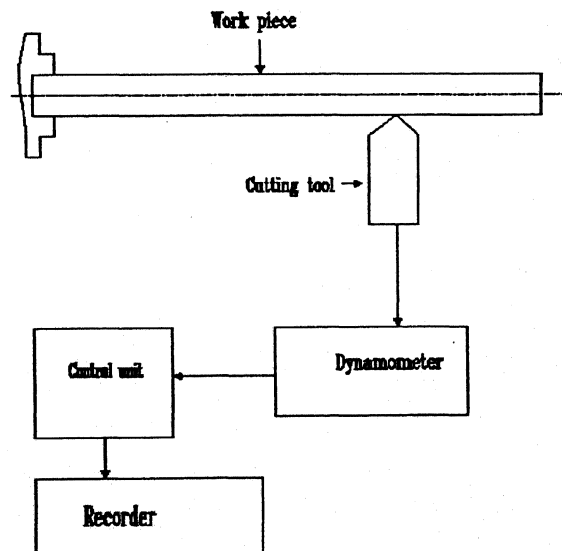 Work piece
Cutting tool
Dynamometer
Control unit
Recorder